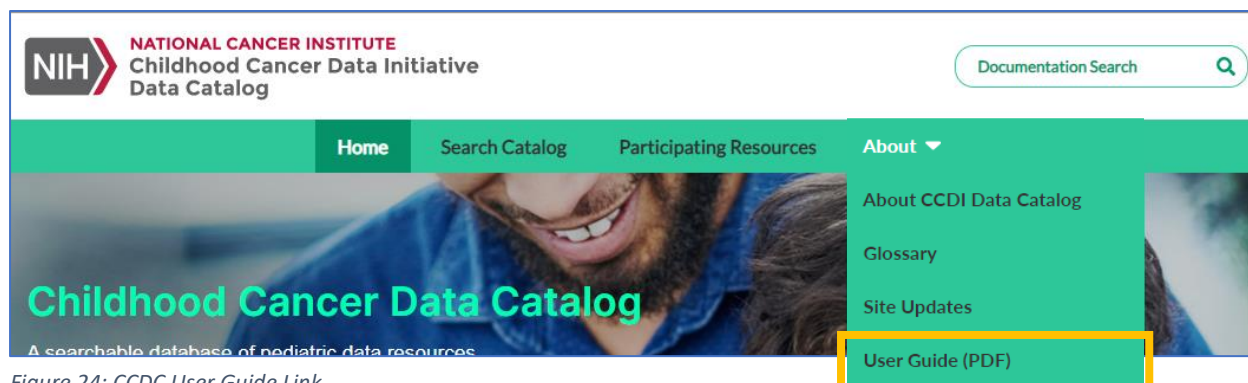 NIH
NATIONAL CANCER INSTITUTE
Childhood Cancer Data Initiative
Data Catalog
Documentation Search
Home Search Catalog Participating Resources About
About CCDI Data Catalog
Glossary
Site Updates
User Guide (PDF)
Childhood Cancer Data Catalog
A searchable database of pediatric data resources
Figure 24: CCDC User Guide Link